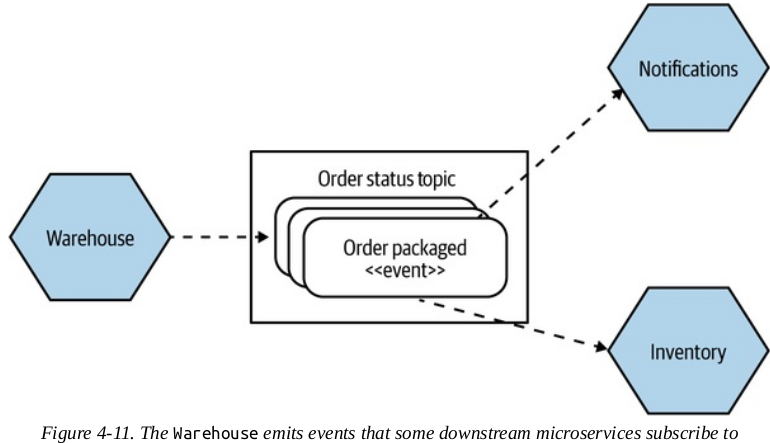 Notifications
Order status topic
Warehouse
Order packaged
<<event>>
Inventory
Figure 4-11. The Warehouse emits events that some downstream microservices subscribe to